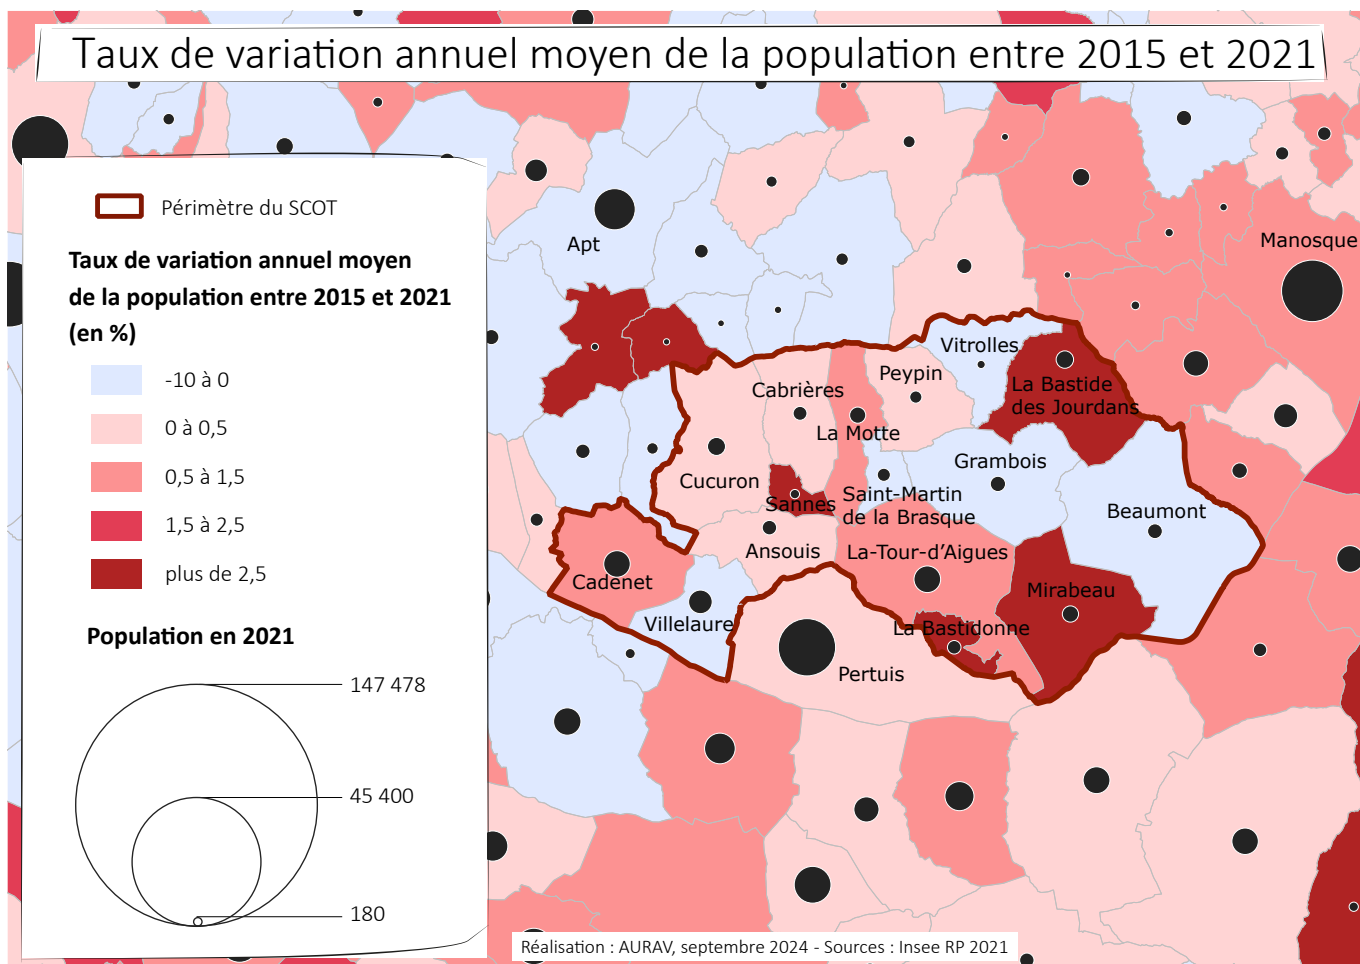 Taux de variation annuel moyen de la population entre 2015 et 2021
Périmètre du SCOT
Taux de variation annuel moyen
de la population entre 2015 et 2021
(en %)
-10 à 0
0 à 0,5
0,5 à 1,5
1,5 à 2,5
plus de 2,5
Population en 2021
147 478
45 400
180
Apt
Manosque
Vitrolles
Peypin
La Bastide
des Jourdans
Cabrières
La Motte
Cucuron
Grambois
Sannes
Saint-Martin
de la Brasque
Beaumont
Ansouis
La-Tour-d'Aigues
Cadenet
Mirabeau
Villelaure
La Bastidonne
Pertuis
Réalisation : AURAV, septembre 2024 - Sources : Insee RP 2021